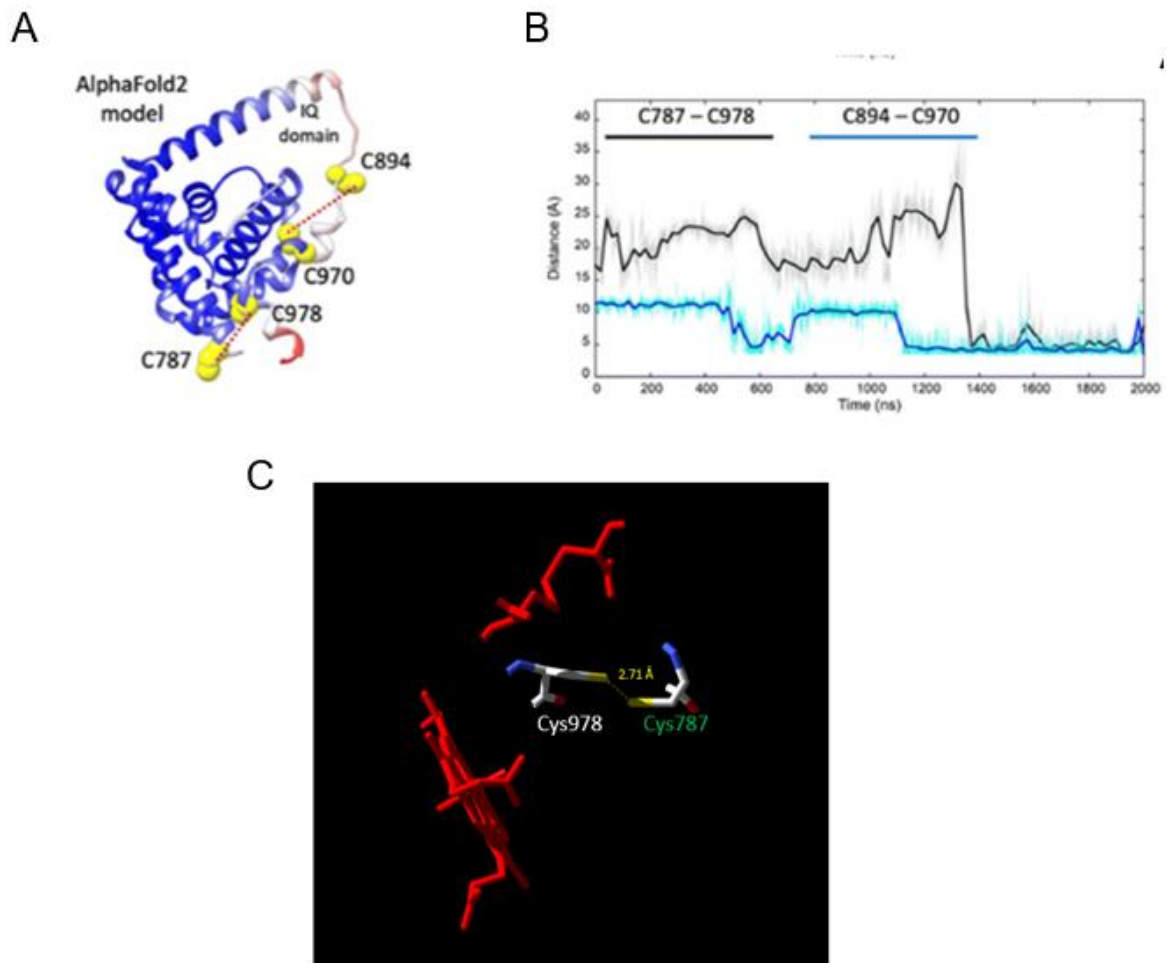 A
AlphaFold2
model
IQ
domain
C894
C970
C978
C787
B
C787 – C978
C894 – C970
Distance (Å)
40
35
30
25
20
15
10
5
0
0
200
400
600
800
1000
1200
1400
1600
1800
2000
Time (ns)
C
2.71 Å
Cys978
Cys787